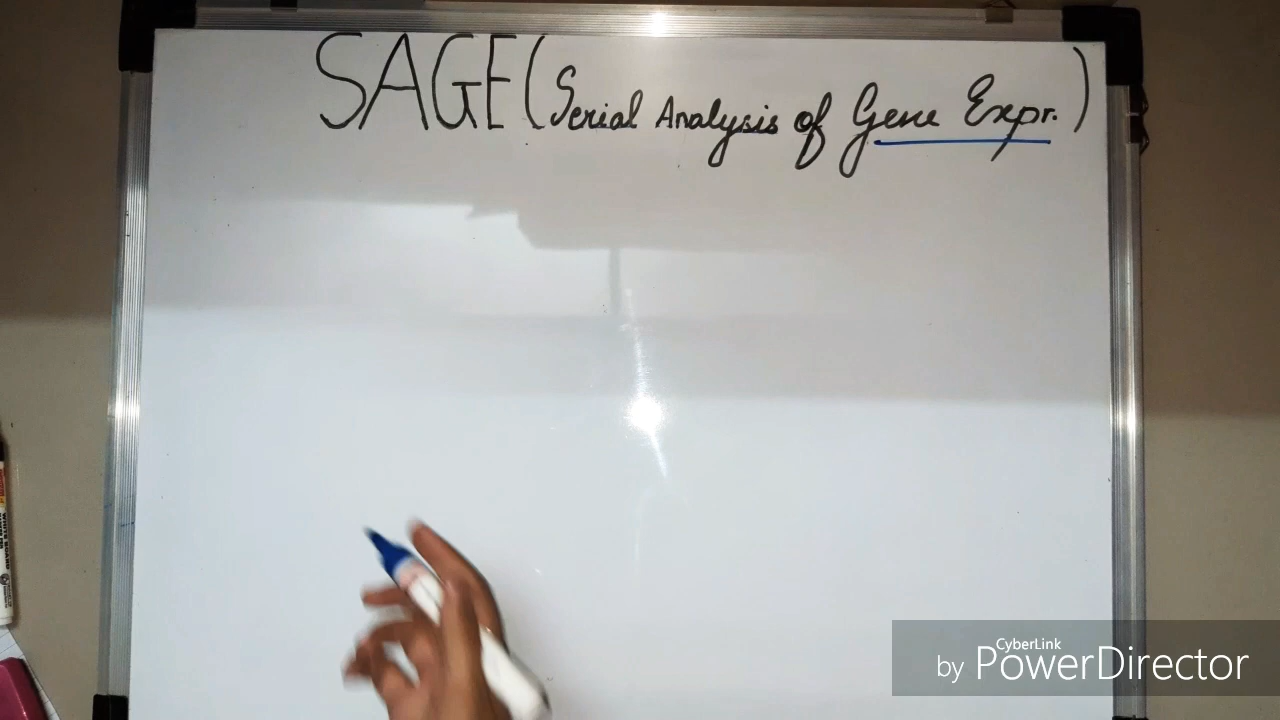 SAGE (Serial Analysis of Gene Expr.)
CyberLink
by PowerDirector